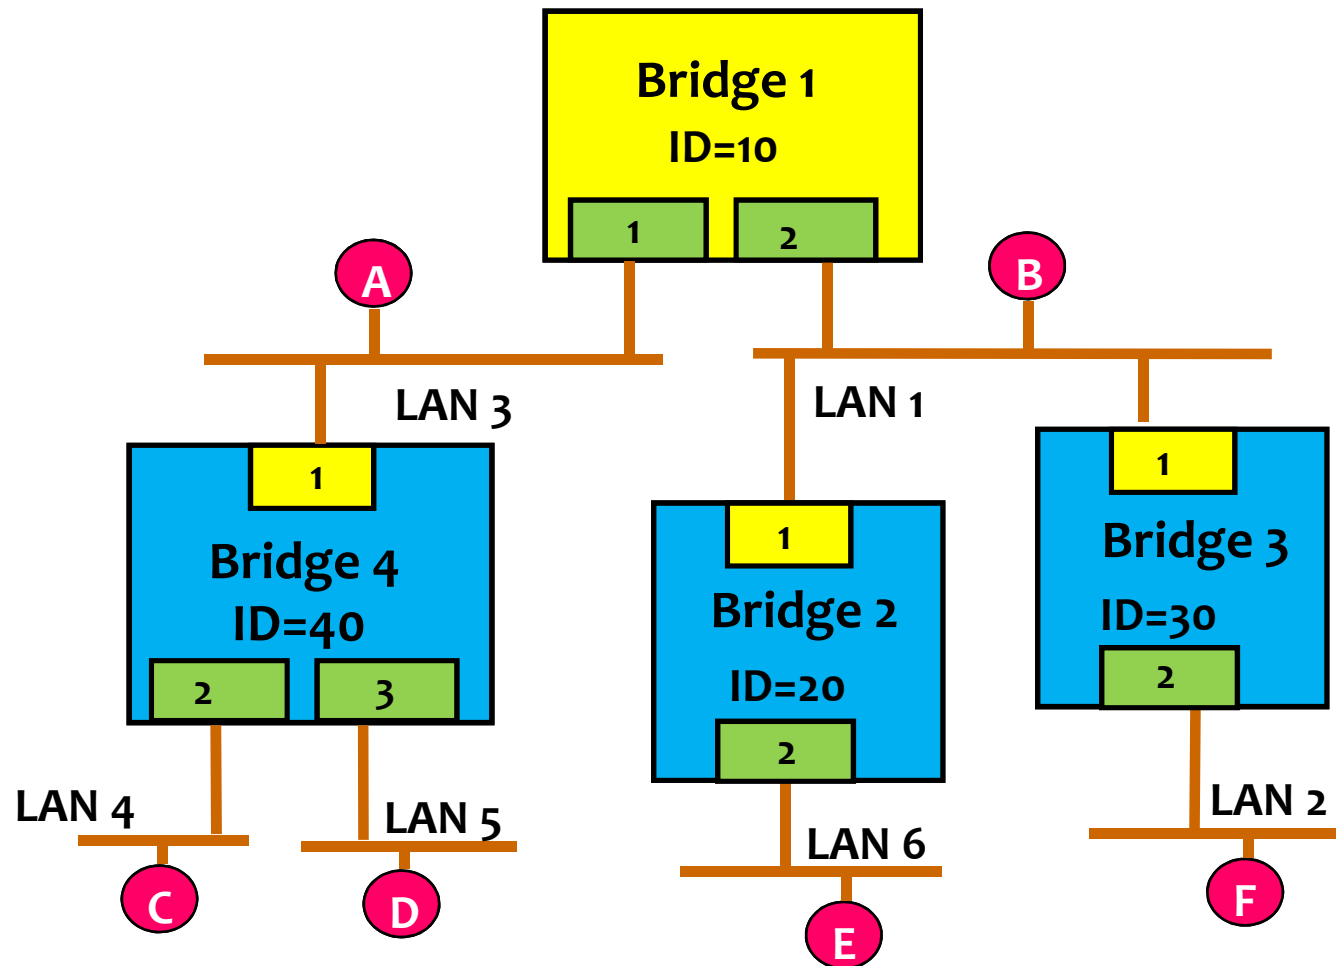 Bridge 1
ID=10
1
2
A
B
LAN 3
LAN 1
1
Bridge 4
ID=40
2
3
1
Bridge 2
ID=20
2
1
Bridge 3
ID=30
2
LAN 4
LAN 5
LAN 6
LAN 2
C
D
E
F